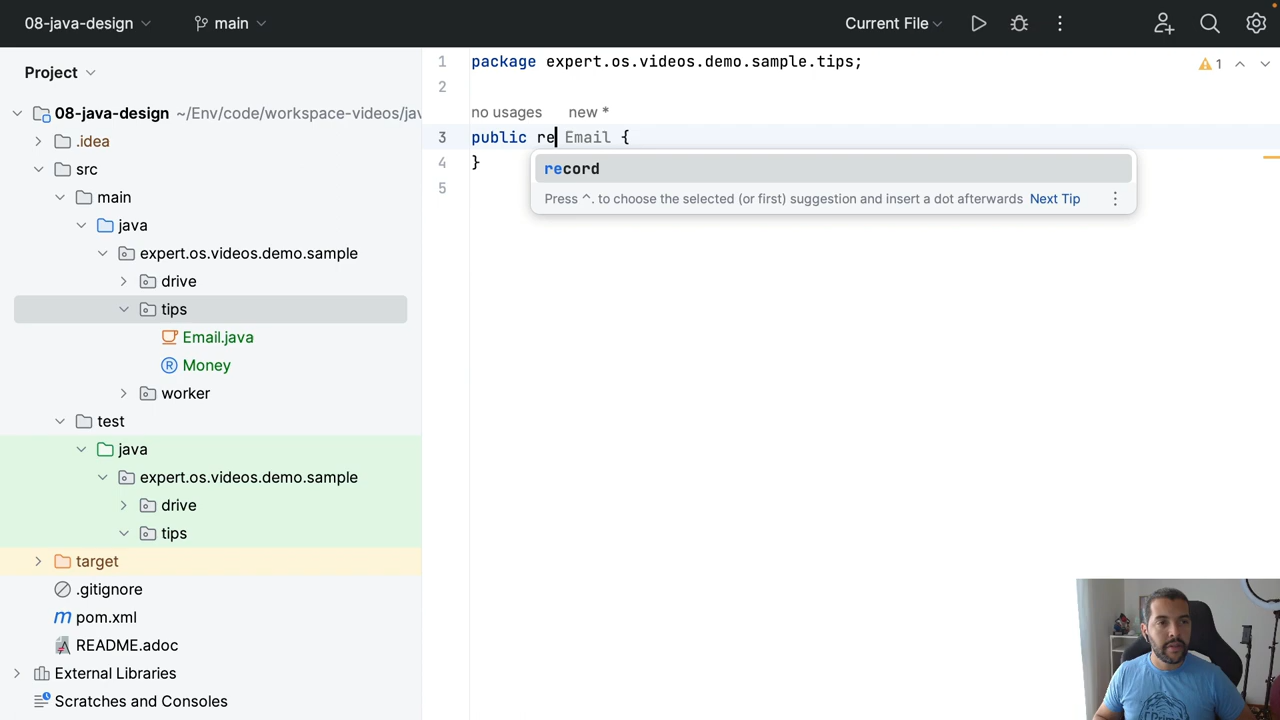 08-java-design
main
Current File
Project
08-java-design ~/Env/code/workspace-videos/jav
.idea
src
main
java
expert.os.videos.demo.sample
drive
tips
Email.java
Money
worker
test
java
expert.os.videos.demo.sample
drive
tips
target
.gitignore
pom.xml
README.adoc
External Libraries
Scratches and Consoles
1 package expert.os.videos.demo.sample.tips;
1
2
no usages new *
3 public re Email {
4 }
5
record
Press ^. to choose the selected (or first) suggestion and insert a dot afterwards Next Tip